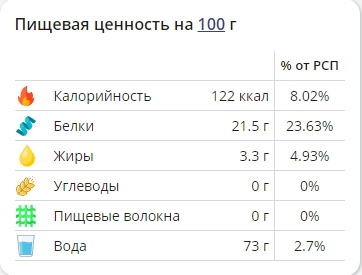 Пищевая ценность на 100 г
% от РСП
Калорийность 122 ккал 8.02%
Белки 21.5 г 23.63%
Жиры 3.3 г 4.93%
Углеводы 0 г 0%
Пищевые волокна 0 г 0%
Вода 73 г 2.7%